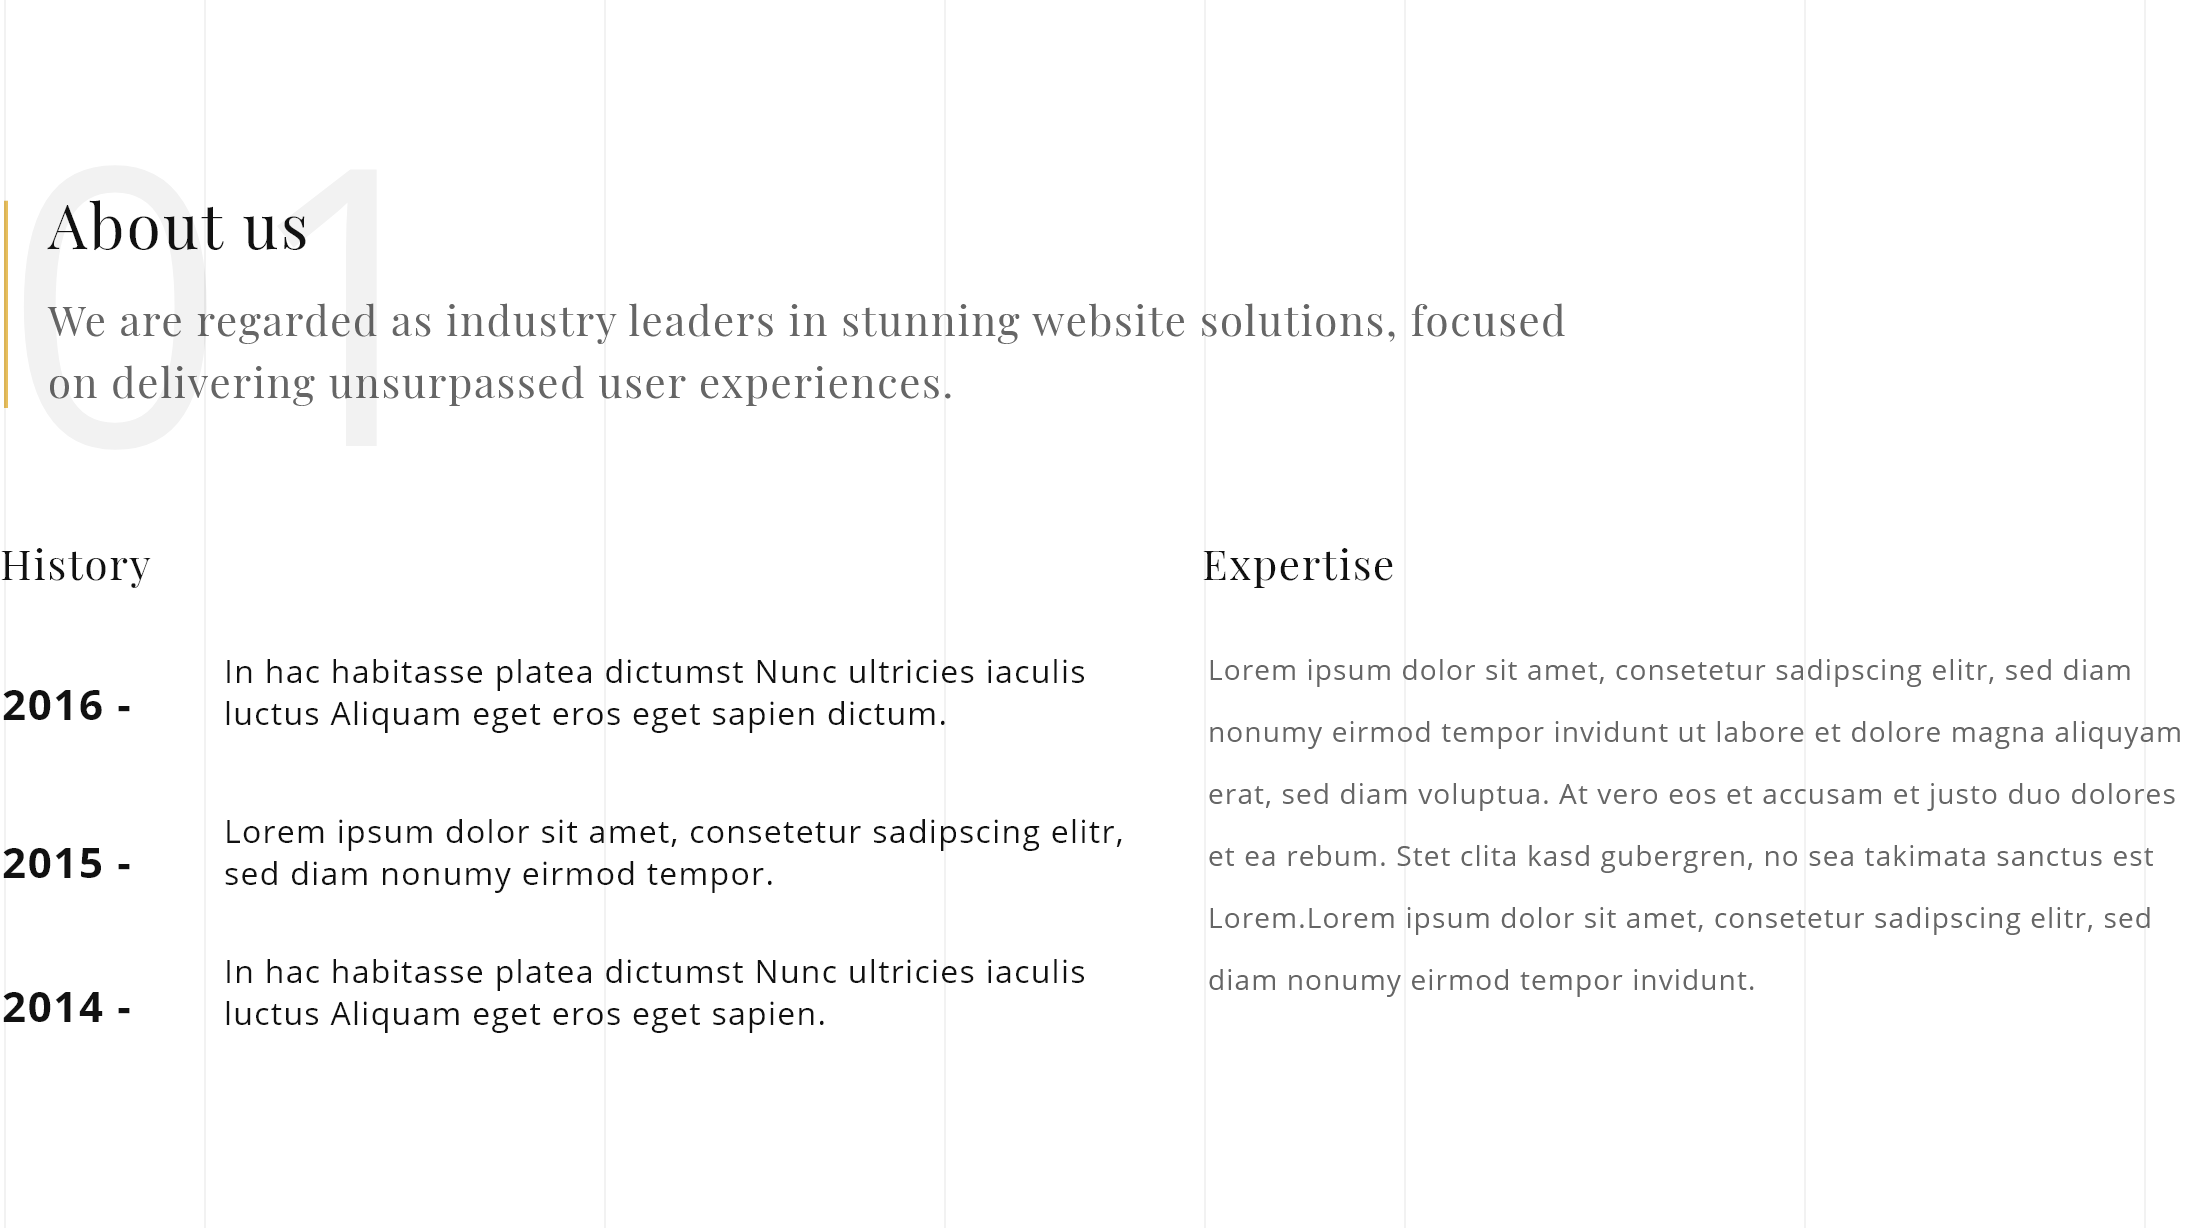 01
About us
We are regarded as industry leaders in stunning website solutions, focused
on delivering unsurpassed user experiences.
History
2016 -
In hac habitasse platea dictumst Nunc ultricies iaculis
luctus Aliquam eget eros eget sapien dictum.
2015 -
Lorem ipsum dolor sit amet, consetetur sadipscing elitr,
sed diam nonumy eirmod tempor.
2014 -
In hac habitasse platea dictumst Nunc ultricies iaculis
luctus Aliquam eget eros eget sapien.
Expertise
Lorem ipsum dolor sit amet, consetetur sadipscing elitr, sed diam
nonumy eirmod tempor invidunt ut labore et dolore magna aliquyam
erat, sed diam voluptua. At vero eos et accusam et justo duo dolores
et ea rebum. Stet clita kasd gubergren, no sea takimata sanctus est
Lorem.Lorem ipsum dolor sit amet, consetetur sadipscing elitr, sed
diam nonumy eirmod tempor invidunt.